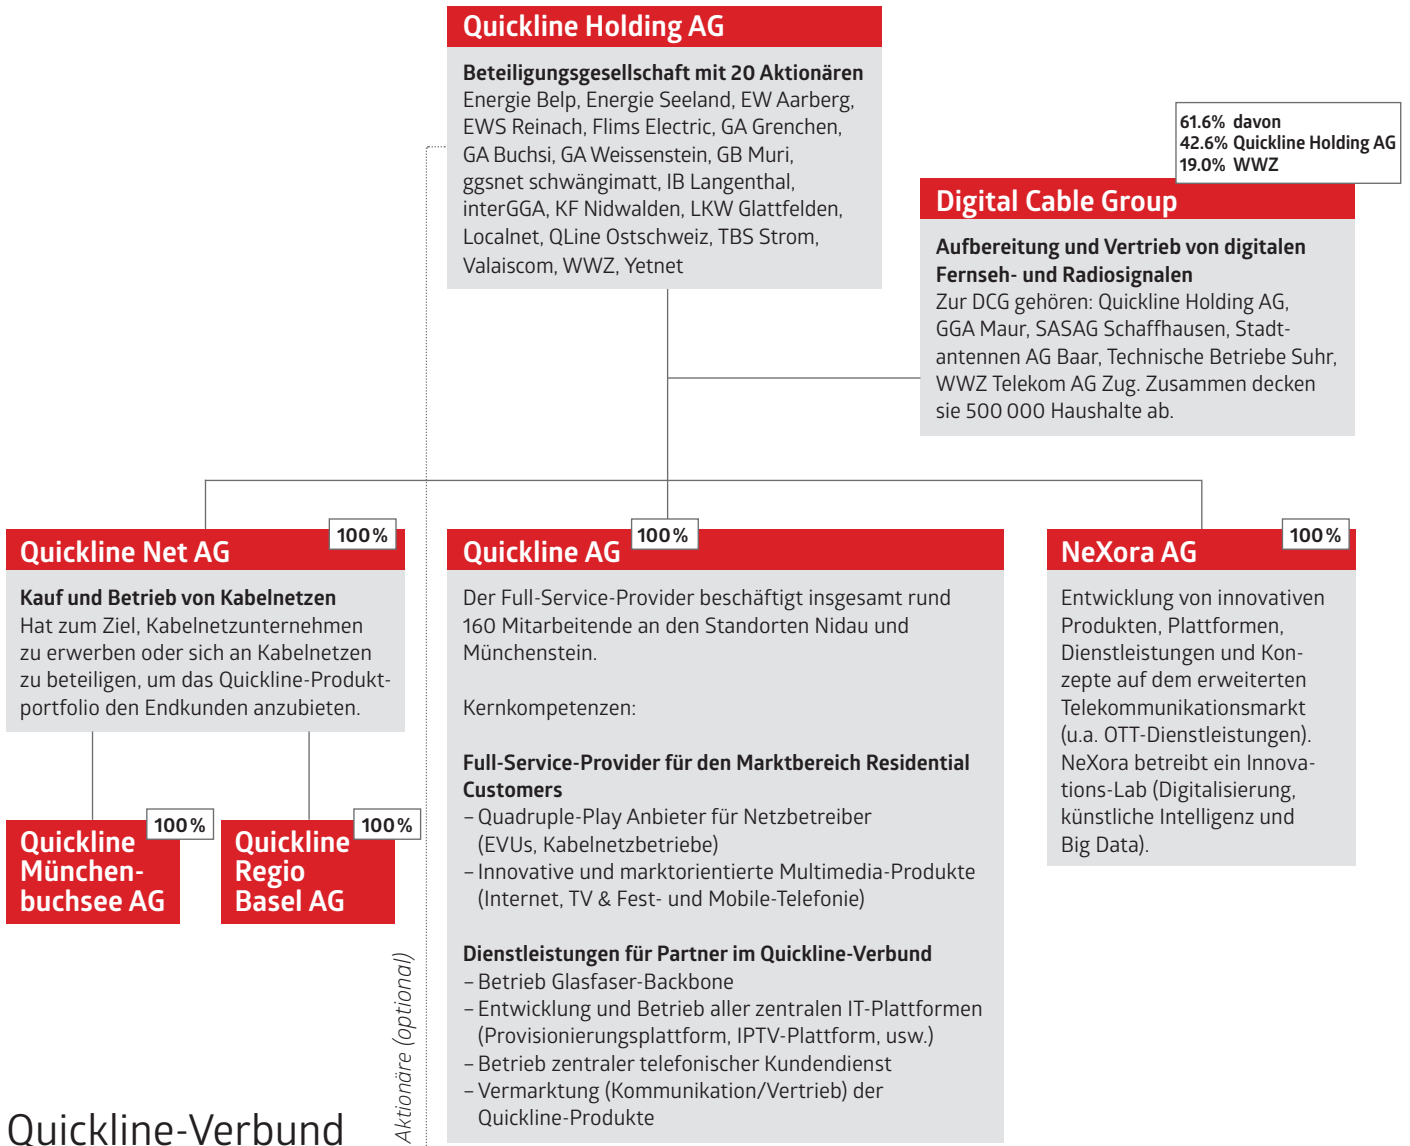 Quickline Holding AG
Beteiligungsgesellschaft mit 20 Aktionären
Energie Belp, Energie Seeland, EW Aarberg,
EWS Reinach, Flims Electric, GA Grenchen,
GA Buchsi, GA Weissenstein, GB Muri,
ggsnet schwängimatt, IB Langenthal,
interGGA, KF Nidwalden, LKW Glattfelden,
Localnet, QLine Ostschweiz, TBS Strom,
Valaiscom, WWZ, Yetnet
61.6% davon
42.6% Quickline Holding AG
19.0% WWZ
Digital Cable Group
Aufbereitung und Vertrieb von digitalen
Fernseh- und Radiosignalen
Zur DCG gehören: Quickline Holding AG,
GGA Maur, SASAG Schaffhausen, Stadt-
antennen AG Baar, Technische Betriebe Suhr,
WWZ Telekom AG Zug. Zusammen decken
sie 500 000 Haushalte ab.
100%
Quickline Net AG
Kauf und Betrieb von Kabelnetzen
Hat zum Ziel, Kabelnetzunternehmen
zu erwerben oder sich an Kabelnetzen
zu beteiligen, um das Quickline-Produkt-
portfolio den Endkunden anzubieten.
100%
Quickline
München-
buchsee AG
100%
Quickline
Regio
Basel AG
100%
Quickline AG
Der Full-Service-Provider beschäftigt insgesamt rund
160 Mitarbeitende an den Standorten Nidau und
Münchenstein.
Kernkompetenzen:
Full-Service-Provider für den Marktbereich Residential
Customers
– Quadruple-Play Anbieter für Netzbetreiber
(EVUs, Kabelnetzbetriebe)
– Innovative und marktorientierte Multimedia-Produkte
(Internet, TV & Fest- und Mobile-Telefonie)
Dienstleistungen für Partner im Quickline-Verbund
– Betrieb Glasfaser-Backbone
– Entwicklung und Betrieb aller zentralen IT-Plattformen
(Provisionierungsplattform, IPTV-Plattform, usw.)
– Betrieb zentraler telefonischer Kundendienst
– Vermarktung (Kommunikation/Vertrieb) der
Quickline-Produkte
100%
NeXora AG
Entwicklung von innovativen
Produkten, Plattformen,
Dienstleistungen und Kon-
zepte auf dem erweiterten
Telekommunikationsmarkt
(u.a. OTT-Dienstleistungen).
NeXora betreibt ein Innova-
tions-Lab (Digitalisierung,
künstliche Intelligenz und
Big Data).
Aktionäre (optional)
Quickline-Verbund